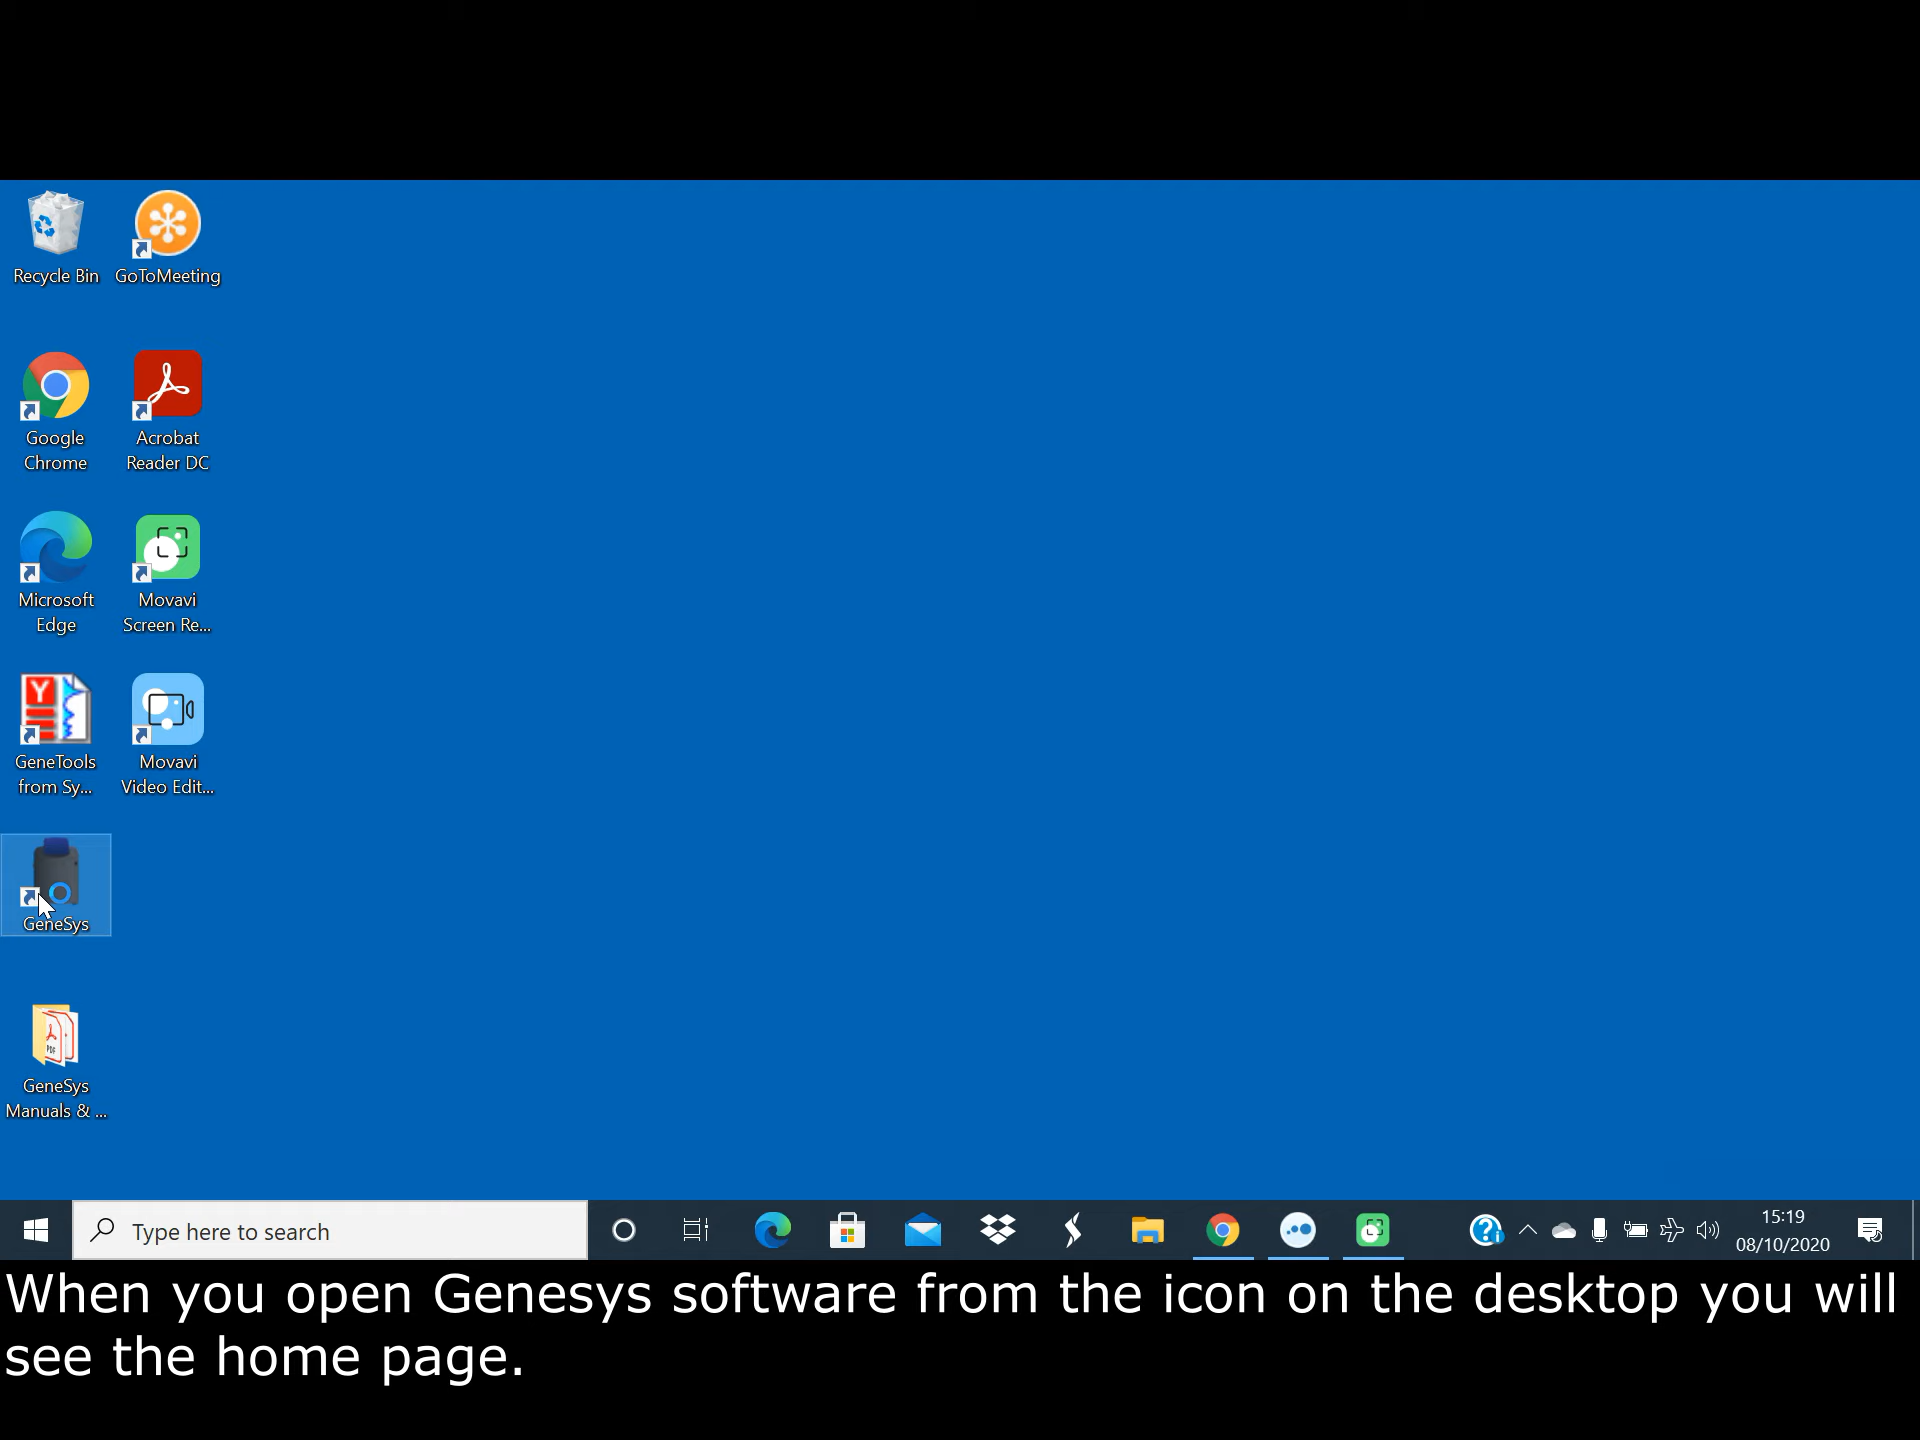 Recycle Bin
GoToMeeting
Google
Chrome
Acrobat
Reader DC
Microsoft
Edge
Movavi
Screen Re...
Y
GeneTools
from Sy...
Movavi
Video Edit...
GeneSys
PDF
GeneSys
Manuals & ...
Type here to search
15:19
08/10/2020
When you open Genesys software from the icon on the desktop you will
see the home page.